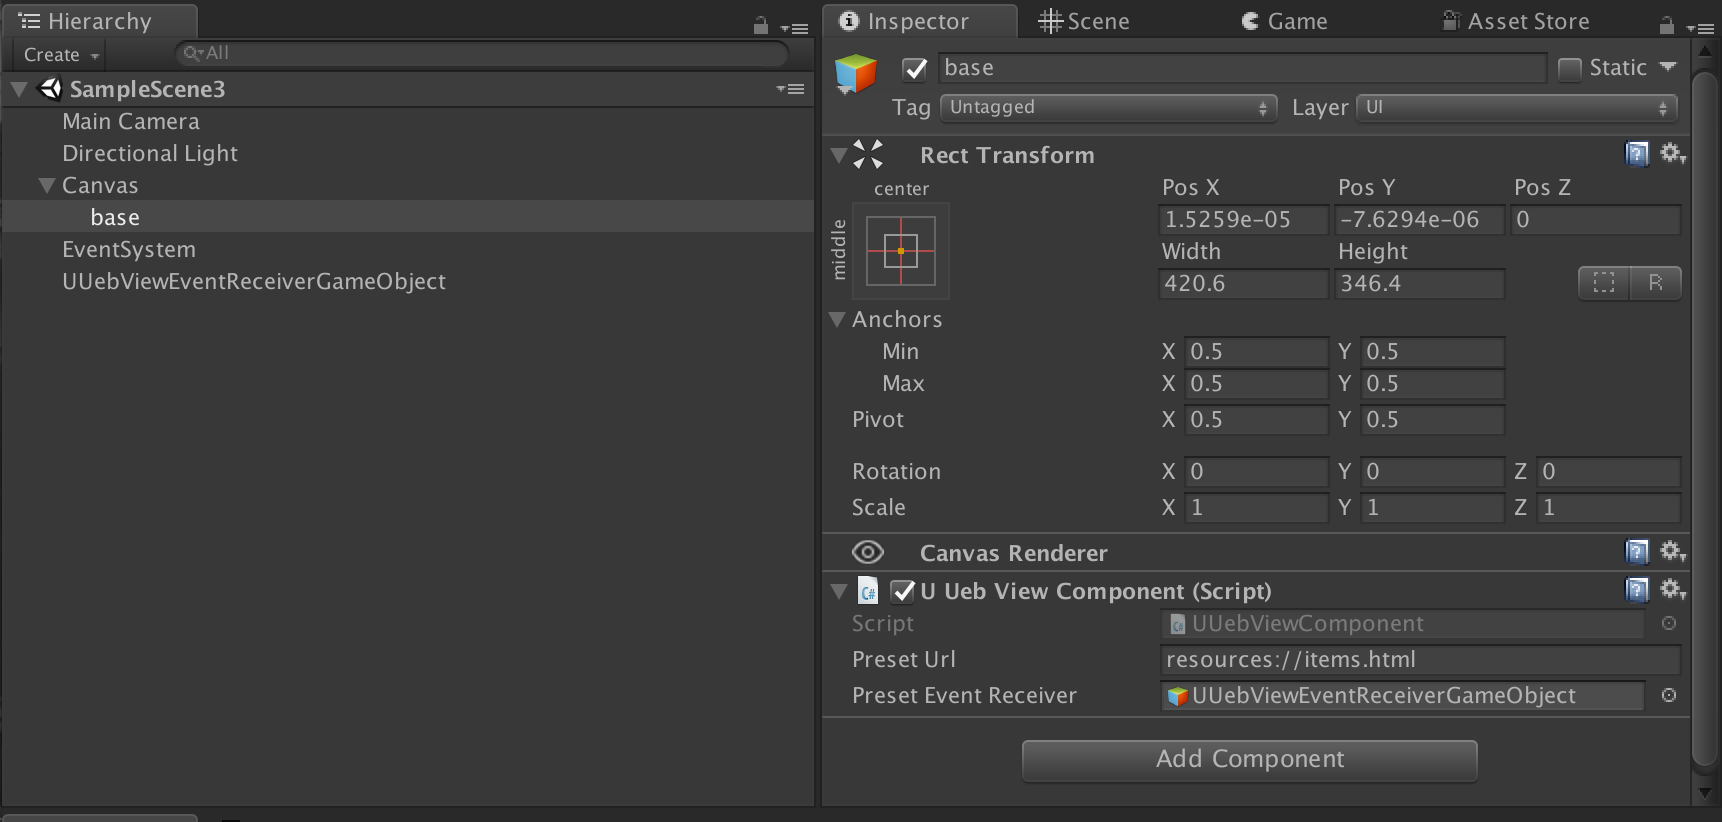 Hierarchy
Create
All
SampleScene3
Main Camera
Directional Light
Canvas
base
EventSystem
UUebViewEventReceiverGameObject
Inspector Scene Game Asset Store
base Static
Tag Untagged Layer UI
Rect Transform
center
middle
Pos X Pos Y Pos Z
1.5259e-05 -7.6294e-06 0
Width Height
420.6 346.4 R
Anchors
Min X 0.5 Y 0.5
Max X 0.5 Y 0.5
Pivot X 0.5 Y 0.5
Rotation X 0 Y 0 Z 0
Scale X 1 Y 1 Z 1
Canvas Renderer
C# U Ueb View Component (Script)
Script UUebViewComponent
Preset Url resources://items.html
Preset Event Receiver UUebViewEventReceiverGameObject
Add Component